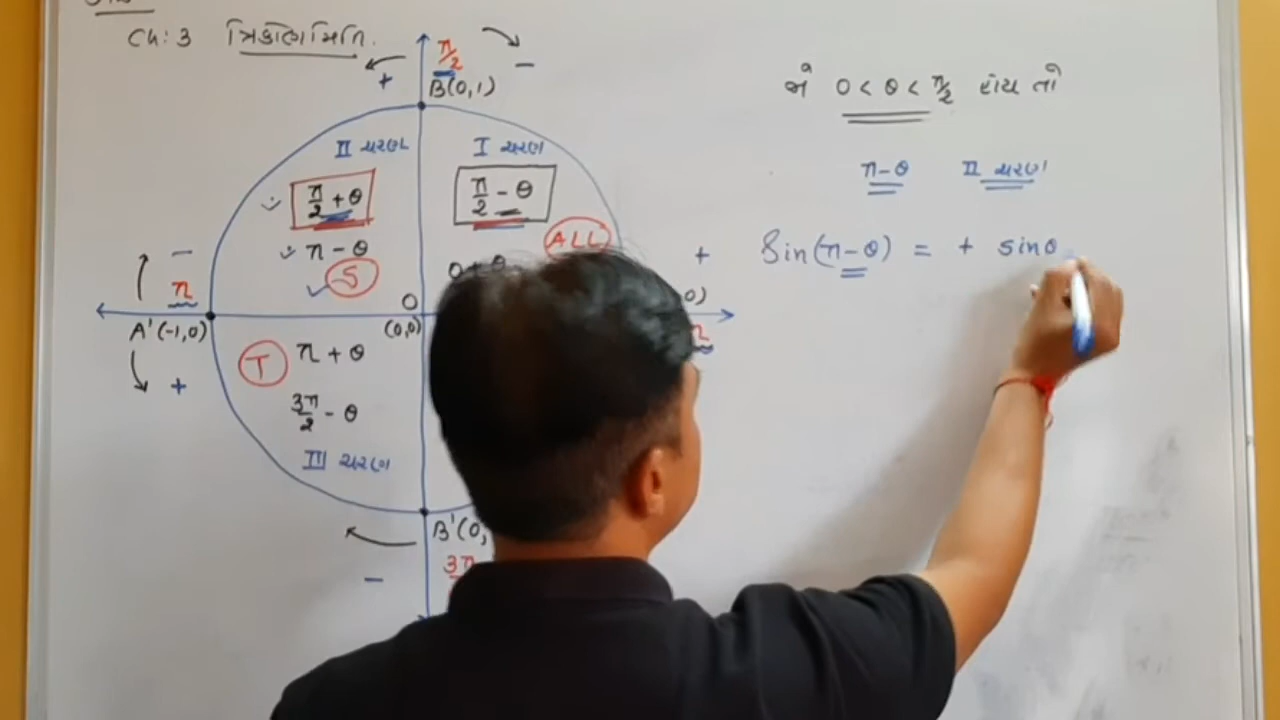 Ch: 3 ત્રિકોણમિતિ.
π/2
+
−
B(0,1)
II ચરણ
I ચરણ
π/2 + θ
π/2 − θ
π − θ
S
ALL
−
π
A'(-1,0)
O
(0,0)
+
T
π + θ
3π/2 − θ
III ચરણ
B'(0,
−
+
0)
π
જો 0 < θ < π/2 હોય તો
π−θ II ચરણ
Sin(π−θ) = + sinθ